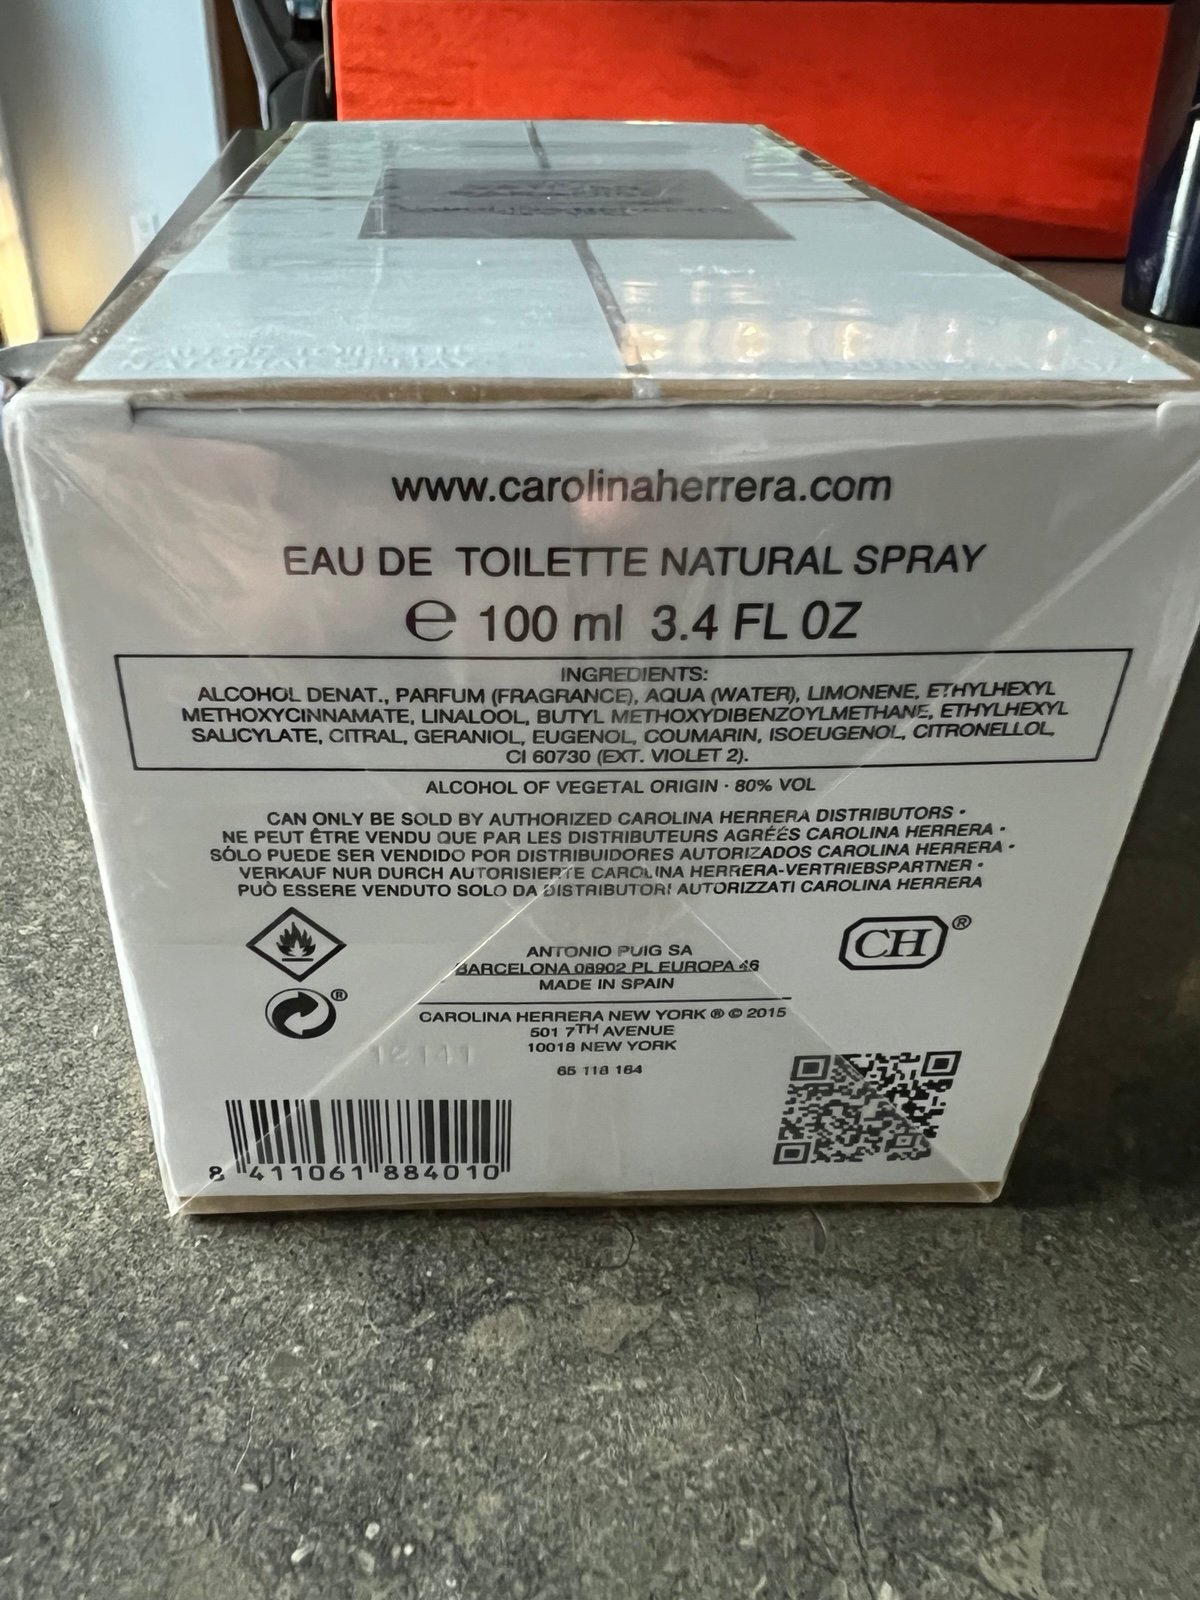 www.carolinaherrera.com
EAU DE TOILETTE NATURAL SPRAY
℮ 100 ml 3.4 FL OZ
INGREDIENTS:
ALCOHOL DENAT., PARFUM (FRAGRANCE), AQUA (WATER), LIMONENE, ETHYLHEXYL
METHOXYCINNAMATE, LINALOOL, BUTYL METHOXYDIBENZOYLMETHANE, ETHYLHEXYL
SALICYLATE, CITRAL, GERANIOL, EUGENOL, COUMARIN, ISOEUGENOL, CITRONELLOL,
CI 60730 (EXT. VIOLET 2).
ALCOHOL OF VEGETAL ORIGIN · 80% VOL
CAN ONLY BE SOLD BY AUTHORIZED CAROLINA HERRERA DISTRIBUTORS •
NE PEUT ÊTRE VENDU QUE PAR LES DISTRIBUTEURS AGRÉÉS CAROLINA HERRERA •
SÓLO PUEDE SER VENDIDO POR DISTRIBUIDORES AUTORIZADOS CAROLINA HERRERA •
VERKAUF NUR DURCH AUTORISIERTE CAROLINA HERRERA-VERTRIEBSPARTNER •
PUÒ ESSERE VENDUTO SOLO DA DISTRIBUTORI AUTORIZZATI CAROLINA HERRERA
CH®
ANTONIO PUIG SA
BARCELONA 08902 PL EUROPA 46
MADE IN SPAIN
®
CAROLINA HERRERA NEW YORK ® © 2015
501 7TH AVENUE
10018 NEW YORK
65 118 164
8 411061 884010